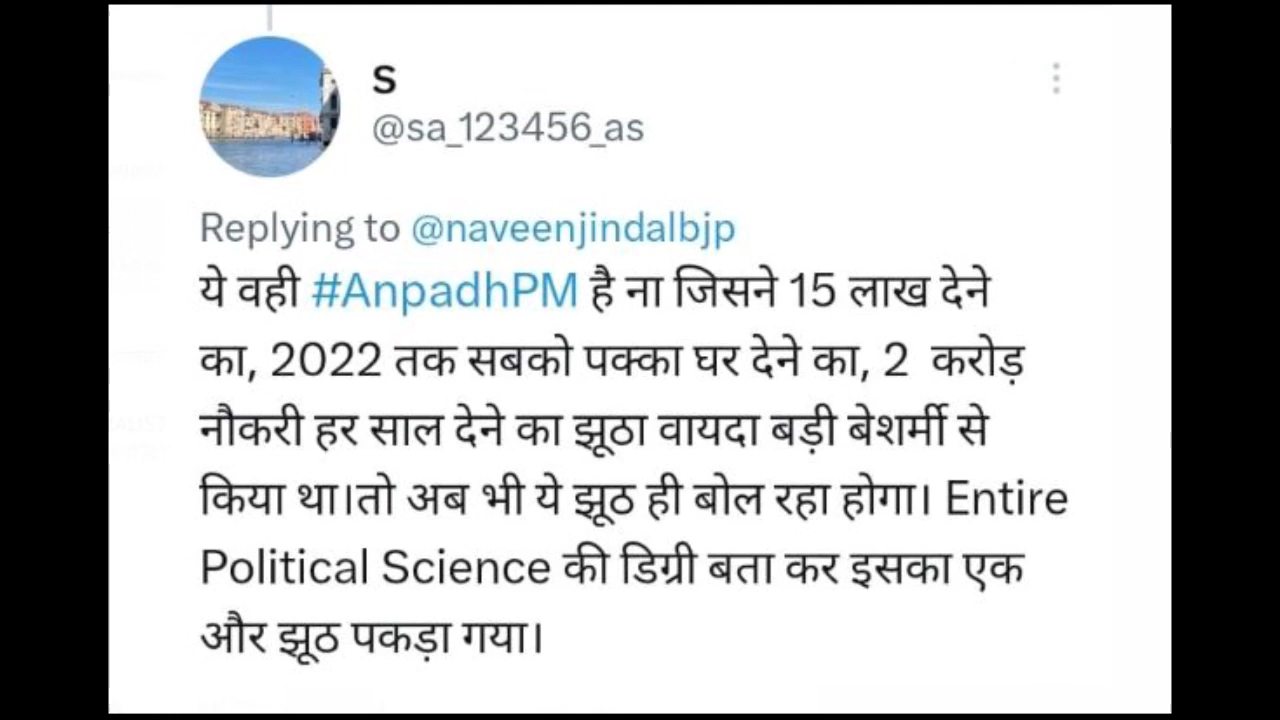 S
@sa_123456_as
Replying to @naveenjindalbjp
ये वही #AnpadhPM है ना जिसने 15 लाख देने
का, 2022 तक सबको पक्का घर देने का, 2 करोड़
नौकरी हर साल देने का झूठा वायदा बड़ी बेशर्मी से
किया था।तो अब भी ये झूठ ही बोल रहा होगा। Entire
Political Science की डिग्री बता कर इसका एक
और झूठ पकड़ा गया।